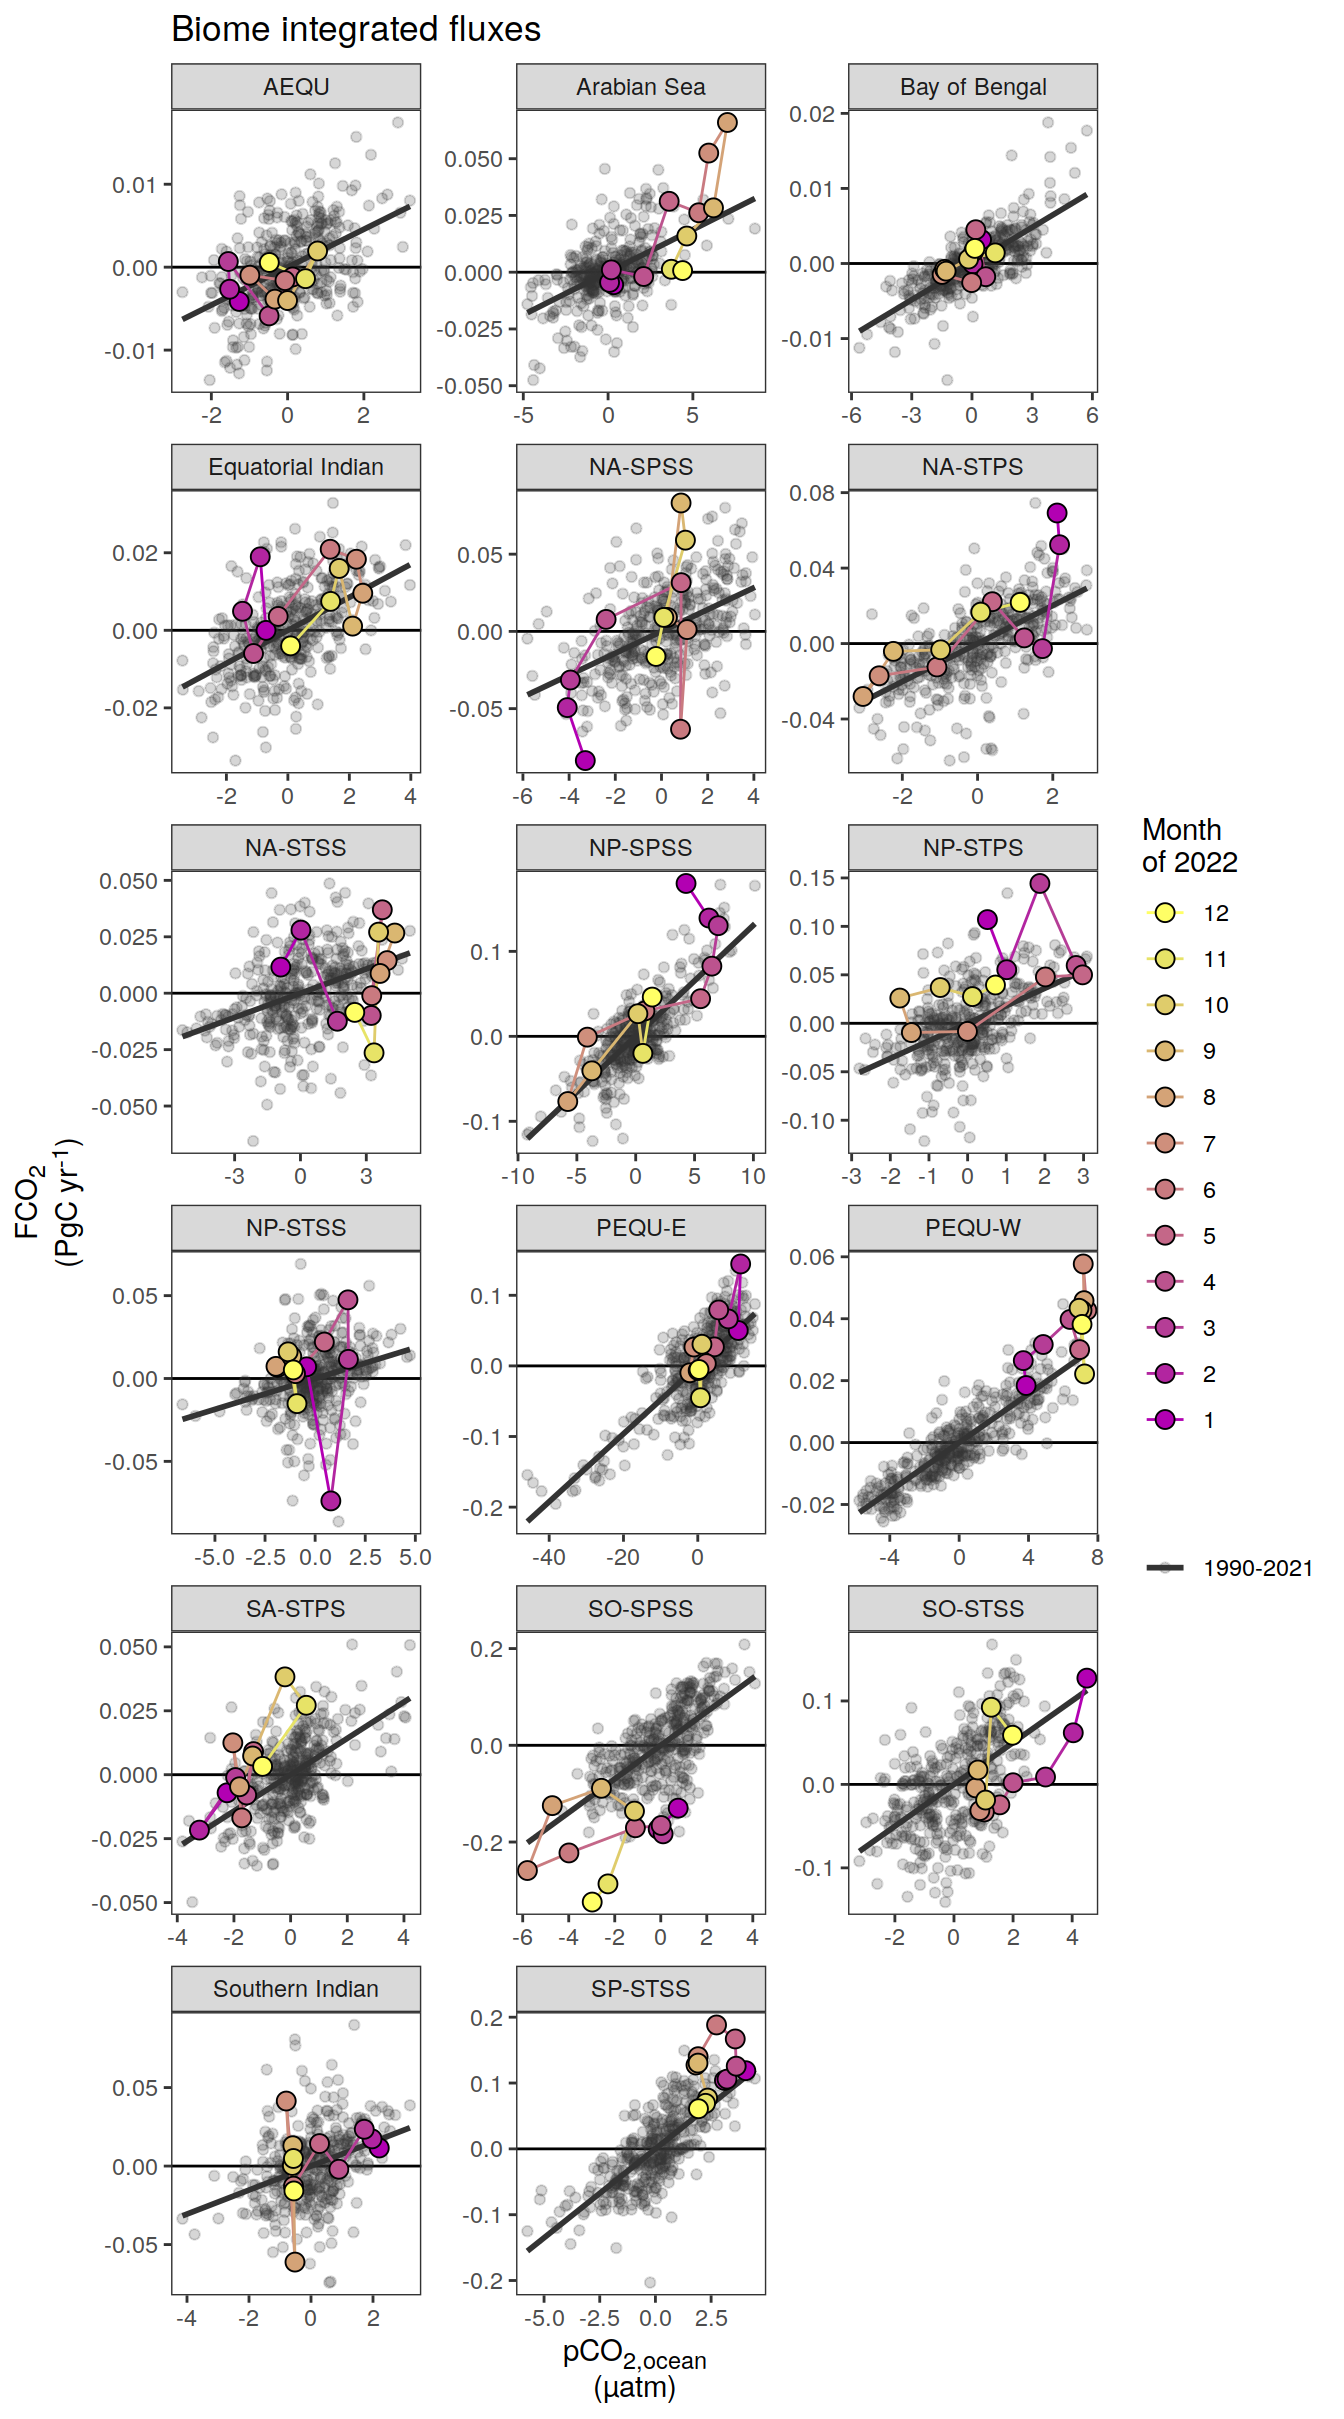 Biome integrated fluxes
AEQU
Arabian Sea
Bay of Bengal
0.01
0.00
-0.01
-2 0 2
0.050
0.025
0.000
-0.025
-0.050
-5 0 5
0.02
0.01
0.00
-0.01
-6 -3 0 3 6
Equatorial Indian
NA-SPSS
NA-STPS
0.02
0.00
-0.02
-2 0 2 4
0.05
0.00
-0.05
-6 -4 -2 0 2 4
0.08
0.04
0.00
-0.04
-2 0 2
NA-STSS
NP-SPSS
NP-STPS
0.050
0.025
0.000
-0.025
-0.050
-3 0 3
0.1
0.0
-0.1
-10 -5 0 5 10
0.15
0.10
0.05
0.00
-0.05
-0.10
-3 -2 -1 0 1 2 3
NP-STSS
PEQU-E
PEQU-W
0.05
0.00
-0.05
-5.0 -2.5 0.0 2.5 5.0
0.1
0.0
-0.1
-0.2
-40 -20 0
0.06
0.04
0.02
0.00
-0.02
-4 0 4 8
SA-STPS
SO-SPSS
SO-STSS
0.050
0.025
0.000
-0.025
-0.050
-4 -2 0 2 4
0.2
0.0
-0.2
-6 -4 -2 0 2 4
0.1
0.0
-0.1
-2 0 2 4
Southern Indian
SP-STSS
0.05
0.00
-0.05
-4 -2 0 2
0.2
0.1
0.0
-0.1
-0.2
-5.0 -2.5 0.0 2.5
FCO2
(PgC yr-1)
pCO2,ocean
(µatm)
Month
of 2022
12
11
10
9
8
7
6
5
4
3
2
1
1990-2021